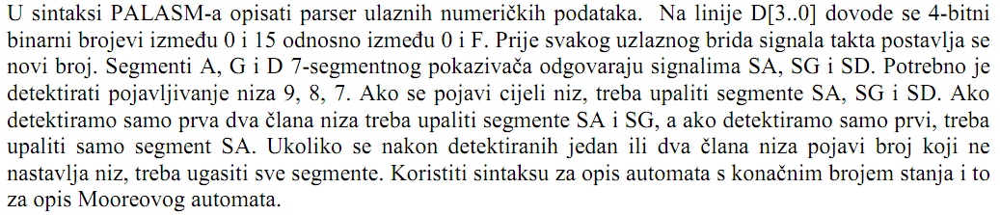 U sintaksi PALASM-a opisati parser ulaznih numeričkih podataka. Na linije D[3..0] dovode se 4-bitni
binarni brojevi između 0 i 15 odnosno između 0 i F. Prije svakog uzlaznog brida signala takta postavlja se
novi broj. Segmenti A, G i D 7-segmentnog pokazivača odgovaraju signalima SA, SG i SD. Potrebno je
detektirati pojavljivanje niza 9, 8, 7. Ako se pojavi cijeli niz, treba upaliti segmente SA, SG i SD. Ako
detektiramo samo prva dva člana niza treba upaliti segmente SA i SG, a ako detektiramo samo prvi, treba
upaliti samo segment SA. Ukoliko se nakon detektiranih jedan ili dva člana niza pojavi broj koji ne
nastavlja niz, treba ugasiti sve segmente. Koristiti sintaksu za opis automata s konačnim brojem stanja i to
za opis Mooreovog automata.